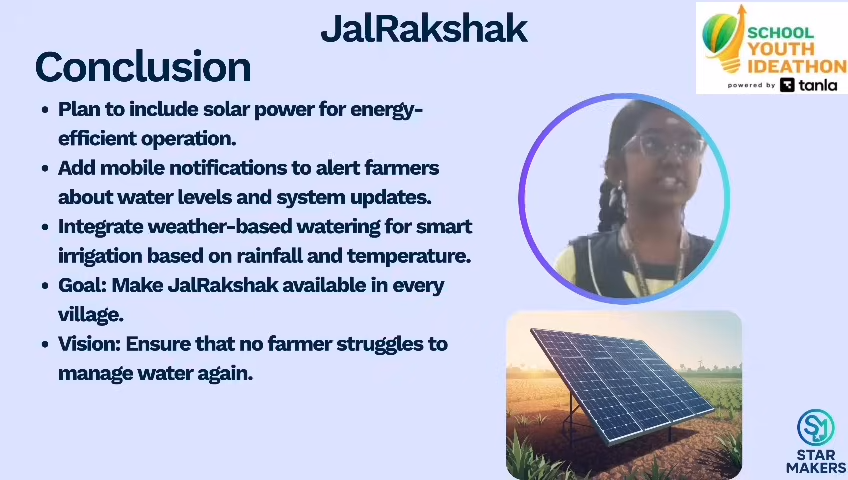 JalRakshak
SCHOOL
YOUTH
IDEATHON
powered by tanla
Conclusion
• Plan to include solar power for energy-
efficient operation.
• Add mobile notifications to alert farmers
about water levels and system updates.
• Integrate weather-based watering for smart
irrigation based on rainfall and temperature.
• Goal: Make JalRakshak available in every
village.
• Vision: Ensure that no farmer struggles to
manage water again.
SM
STAR
MAKERS